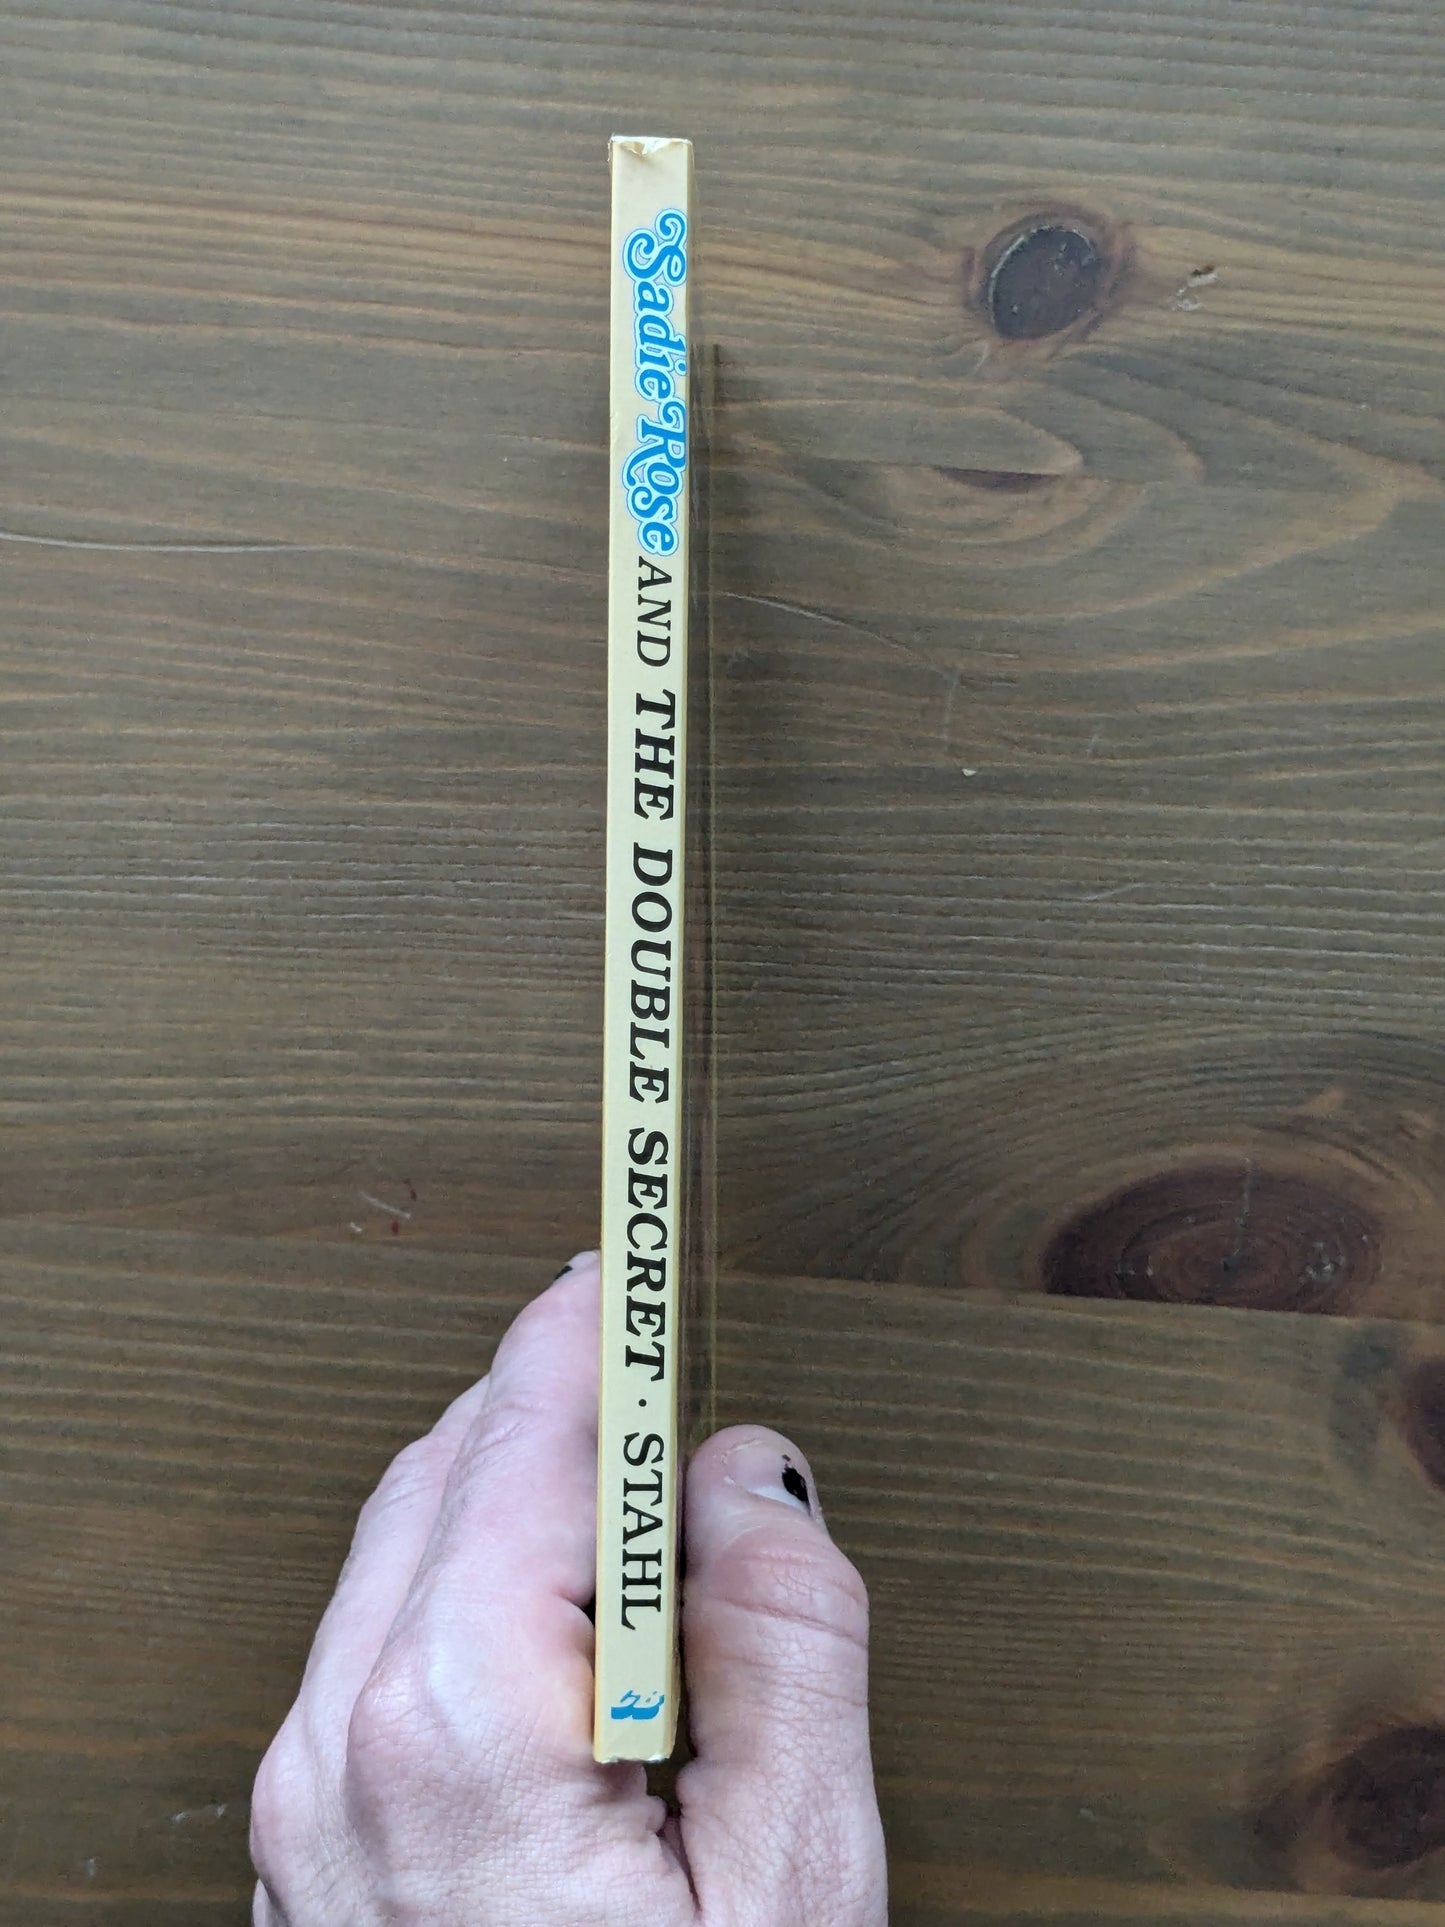 Sadie Rose AND THE DOUBLE SECRET · STAHL